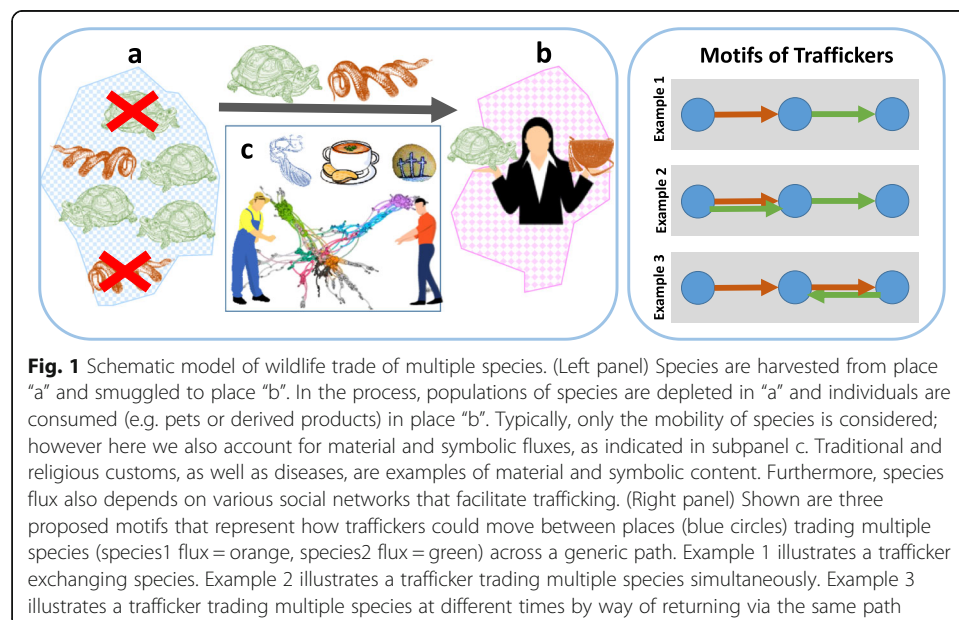 a
b
c
Motifs of Traffickers
Example 1
Example 2
Example 3
Fig. 1 Schematic model of wildlife trade of multiple species. (Left panel) Species are harvested from place
“a” and smuggled to place “b”. In the process, populations of species are depleted in “a” and individuals are
consumed (e.g. pets or derived products) in place “b”. Typically, only the mobility of species is considered;
however here we also account for material and symbolic fluxes, as indicated in subpanel c. Traditional and
religious customs, as well as diseases, are examples of material and symbolic content. Furthermore, species
flux also depends on various social networks that facilitate trafficking. (Right panel) Shown are three
proposed motifs that represent how traffickers could move between places (blue circles) trading multiple
species (species1 flux = orange, species2 flux = green) across a generic path. Example 1 illustrates a trafficker
exchanging species. Example 2 illustrates a trafficker trading multiple species simultaneously. Example 3
illustrates a trafficker trading multiple species at different times by way of returning via the same path